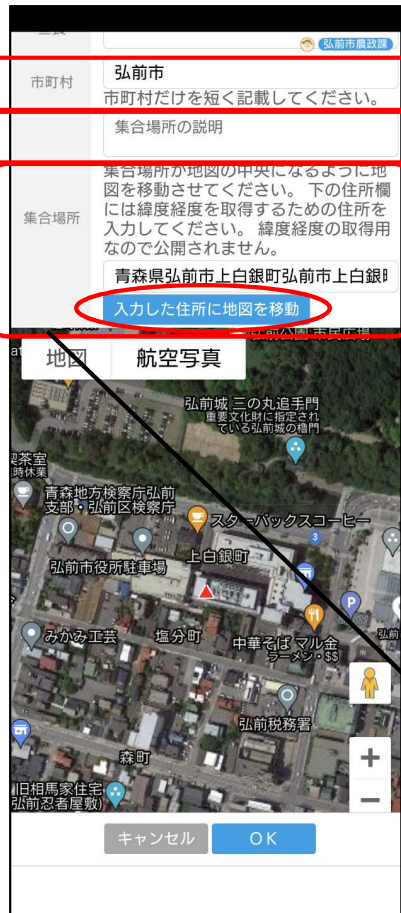 弘前市農政課
市町村
弘前市
市町村だけを短く記載してください。
集合場所の説明
集合場所
集合場所が地図の中央になるように地
図を移動させてください。 下の住所欄
には緯度経度を取得するための住所を
入力してください。 緯度経度の取得用
なので公開されません。
青森県弘前市上白銀町弘前市上白銀町
入力した住所に地図を移動
地図
航空写真
弘前城 三の丸追手門
重要文化財に指定され
ている弘前城の櫓門
喫茶室
臨時休業
青森地方検察庁弘前
支部・弘前区検察庁
スターバックスコーヒー
3
弘前市役所駐車場
上白銀町
P
みかみ工芸
塩分町
中華そば マル金
ラーメン・$$
弘前
弘前税務署
森町
旧相馬家住宅
(弘前忍者屋敷)
+
−
キャンセル
OK